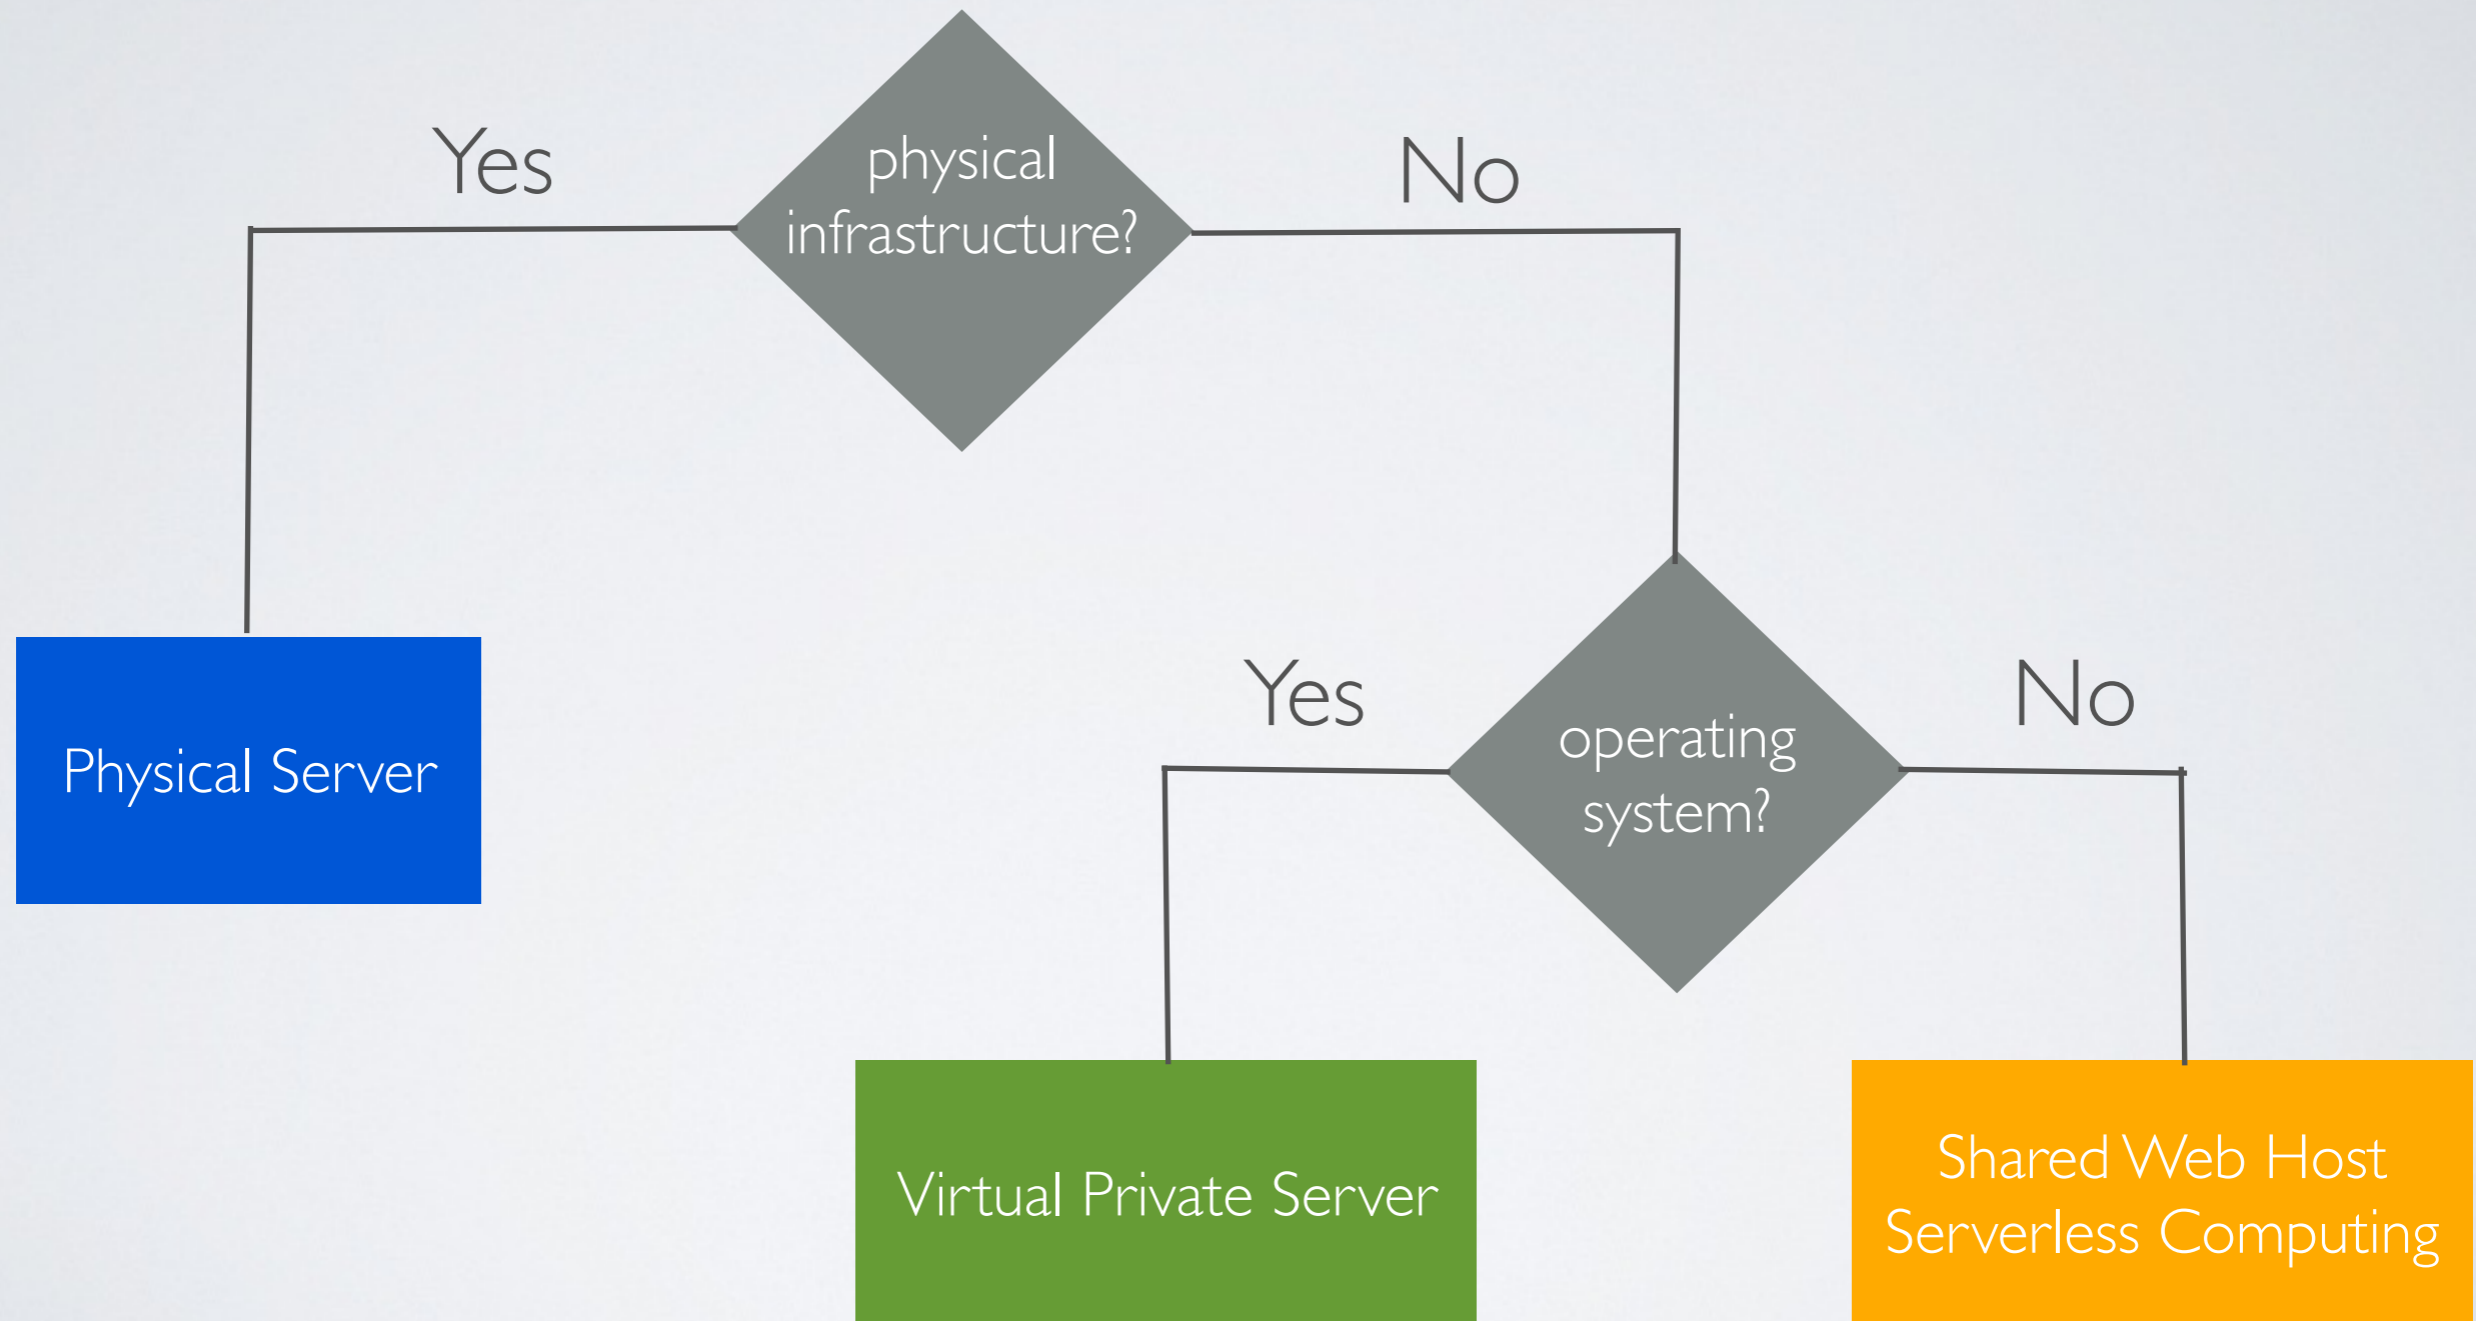 Yes
physical
infrastructure?
No
Physical Server
Yes
operating
system?
No
Virtual Private Server
Shared Web Host
Serverless Computing